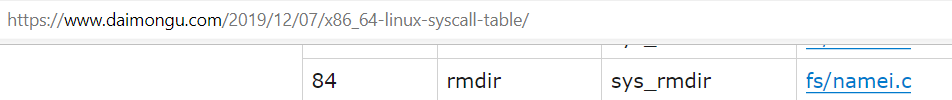 https://www.daimongu.com/2019/12/07/x86_64-linux-syscall-table/
84 rmdir sys_rmdir fs/namei.c